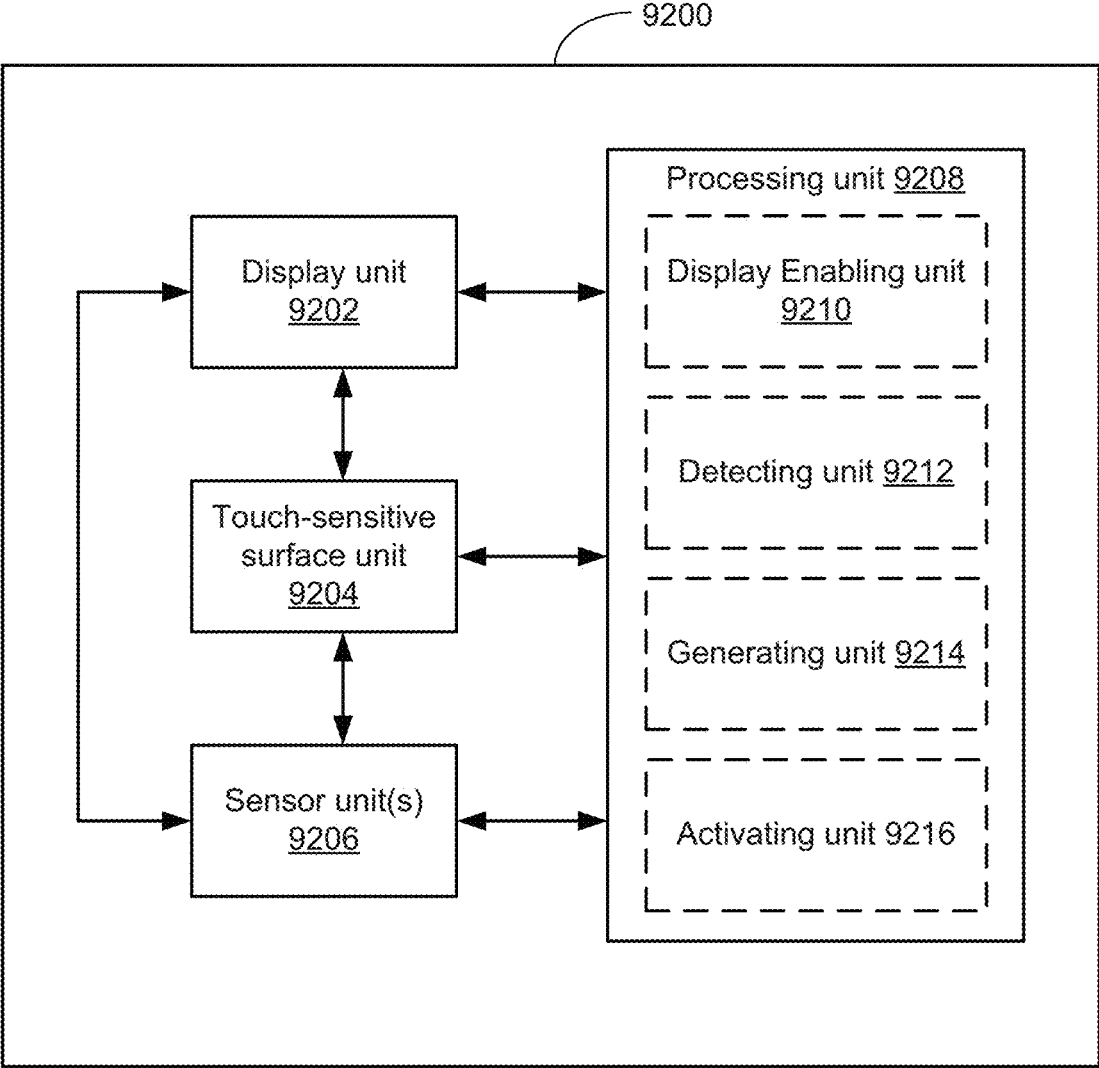 9200
Display unit
9202
Touch-sensitive
surface unit
9204
Sensor unit(s)
9206
Processing unit 9208
Display Enabling unit
9210
Detecting unit 9212
Generating unit 9214
Activating unit 9216